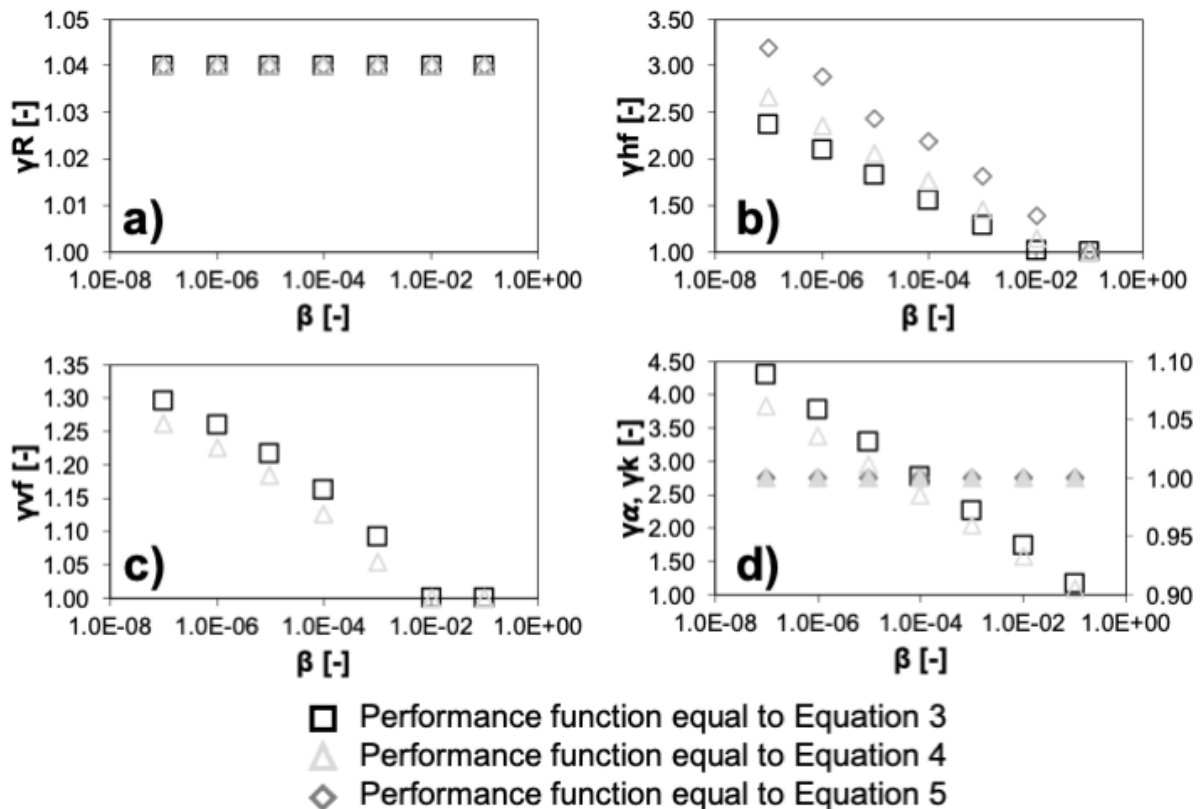 1.05
1.04
1.03
1.02
1.01
1.00
γR [-]
a)
1.0E-08 1.0E-06 1.0E-04 1.0E-02 1.0E+00
β [-]
3.50
3.00
2.50
2.00
1.50
1.00
γhf [-]
b)
1.0E-08 1.0E-06 1.0E-04 1.0E-02 1.0E+00
β [-]
1.35
1.30
1.25
1.20
1.15
1.10
1.05
1.00
γvf [-]
c)
1.0E-08 1.0E-06 1.0E-04 1.0E-02 1.0E+00
β [-]
4.50
4.00
3.50
3.00
2.50
2.00
1.50
1.00
γα, γk [-]
d)
1.10
1.05
1.00
0.95
0.90
1.0E-08 1.0E-06 1.0E-04 1.0E-02 1.0E+00
β [-]
Performance function equal to Equation 3
Performance function equal to Equation 4
Performance function equal to Equation 5